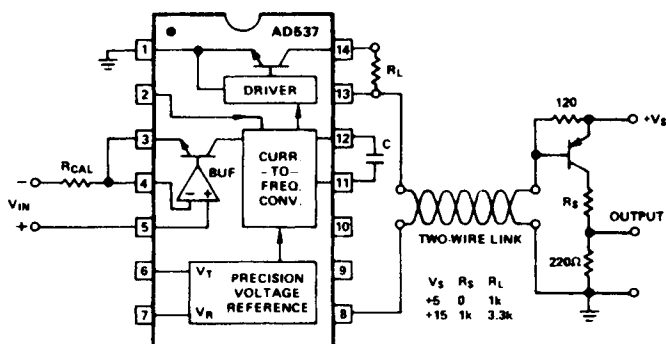 AD537
1
2
3
4
5
6
7
14
13
12
11
10
9
8
DRIVER
BUF
- +
CURR.
-TO-
FREQ.
CONV.
VT
VR
PRECISION
VOLTAGE
REFERENCE
RCAL
-
VIN
+
RL
C
TWO-WIRE LINK
120
+VS
RS
OUTPUT
220Ω
VS RS RL
+5 0 1k
+15 1k 3.3k